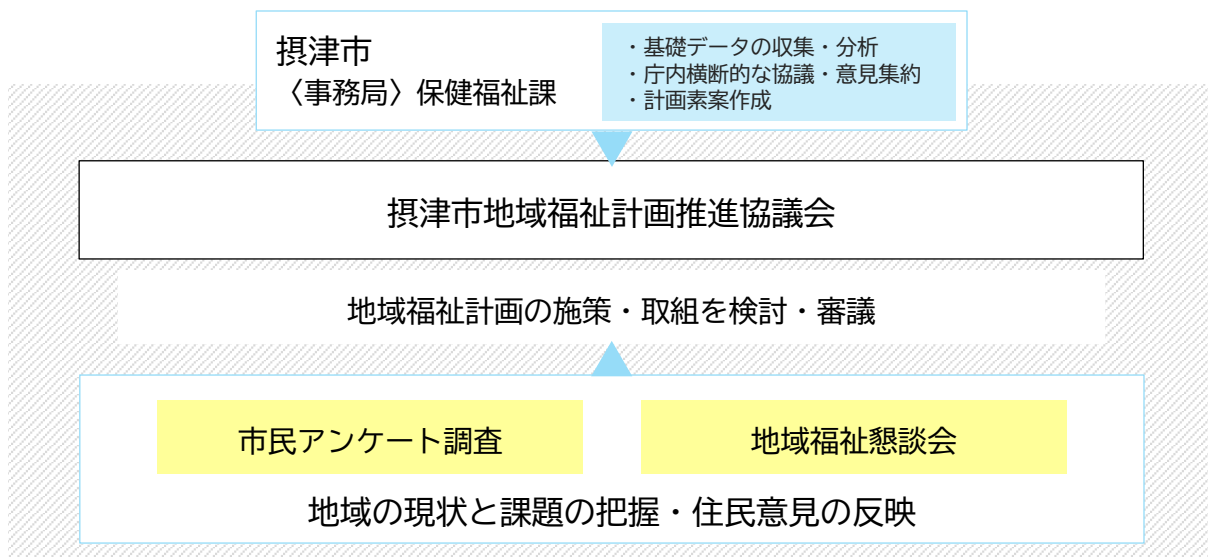 摂津市
〈事務局〉保健福祉課
・基礎データの収集・分析
・庁内横断的な協議・意見集約
・計画素案作成
摂津市地域福祉計画推進協議会
地域福祉計画の施策・取組を検討・審議
市民アンケート調査
地域福祉懇談会
地域の現状と課題の把握・住民意見の反映